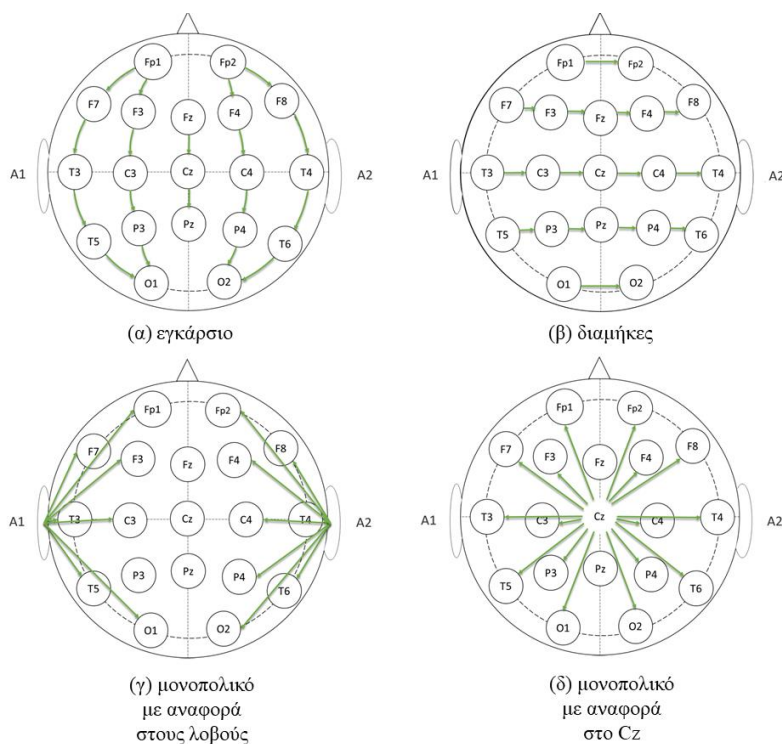 Fp1 Fp2
F7 F3 Fz F4 F8
A1 T3 C3 Cz C4 T4 A2
T5 P3 Pz P4 T6
O1 O2
(α) εγκάρσιο
Fp1 Fp2
F7 F3 Fz F4 F8
A1 T3 C3 Cz C4 T4 A2
T5 P3 Pz P4 T6
O1 O2
(β) διαμήκες
Fp1 Fp2
F7 F3 Fz F4 F8
A1 T3 C3 Cz C4 T4 A2
T5 P3 Pz P4 T6
O1 O2
(γ) μονοπολικό
με αναφορά
στους λοβούς
Fp1 Fp2
F7 F3 Fz F4 F8
A1 T3 C3 Cz C4 T4 A2
T5 P3 Pz P4 T6
O1 O2
(δ) μονοπολικό
με αναφορά
στο Cz